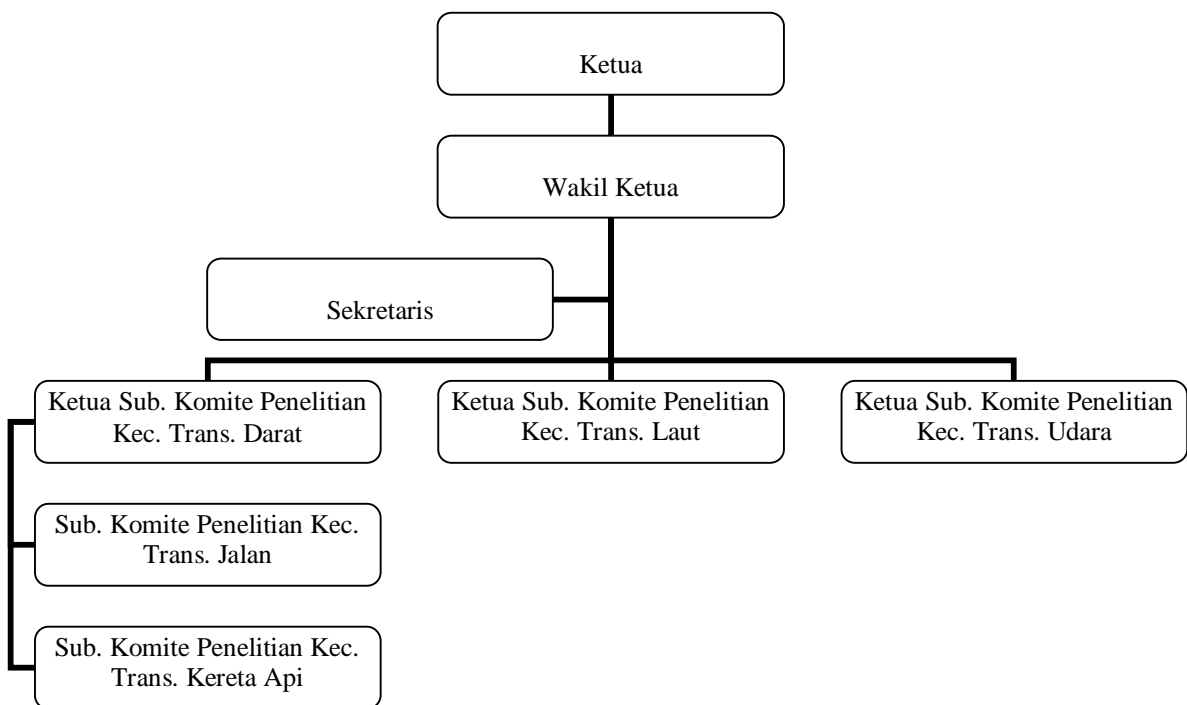 Ketua
Wakil Ketua
Sekretaris
Ketua Sub. Komite Penelitian
Kec. Trans. Darat
Ketua Sub. Komite Penelitian
Kec. Trans. Laut
Ketua Sub. Komite Penelitian
Kec. Trans. Udara
Sub. Komite Penelitian Kec.
Trans. Jalan
Sub. Komite Penelitian Kec.
Trans. Kereta Api